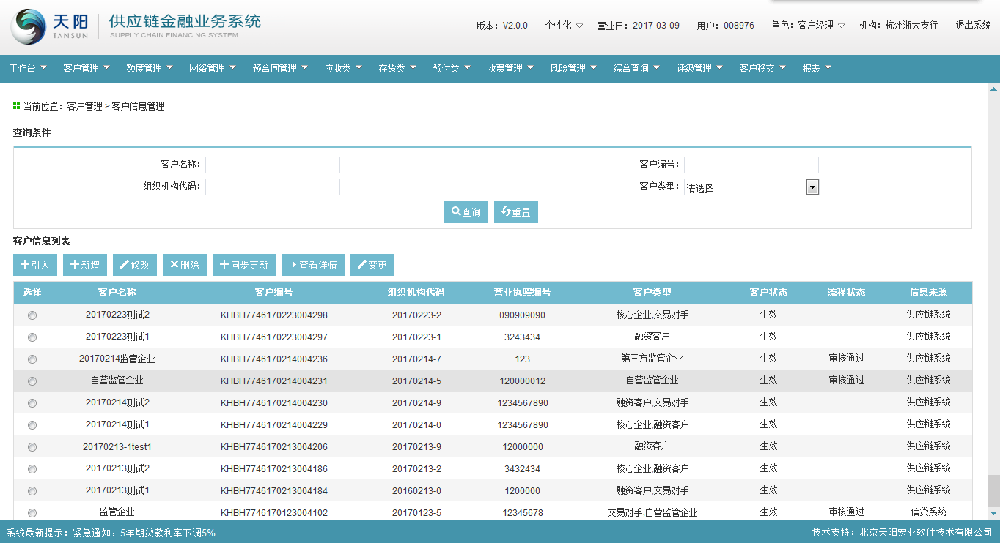 天阳 供应链金融业务系统
TANSUN SUPPLY CHAIN FINANCING SYSTEM
版本：V2.0.0 个性化 营业日：2017-03-09 用户：008976 角色：客户经理 机构：杭州浙大支行 退出系统
工作台 客户管理 额度管理 网络管理 预合同管理 应收类 存货类 预付类 收费管理 风险管理 综合查询 评级管理 客户移交 报表
当前位置：客户管理 > 客户信息管理
查询条件
客户名称： 客户编号：
组织机构代码： 客户类型： 请选择
查询 重置
客户信息列表
引入 新增 修改 删除 同步更新 查看详情 变更
选择 客户名称 客户编号 组织机构代码 营业执照编号 客户类型 客户状态 流程状态 信息来源
20170223测试2 KHBH7746170223004298 20170223-2 090909090 核心企业,交易对手 生效 供应链系统
20170223测试1 KHBH7746170223004297 20170223-1 3243434 融资客户 生效 供应链系统
20170214监管企业 KHBH7746170214004236 20170214-7 123 第三方监管企业 生效 审核通过 供应链系统
自营监管企业 KHBH7746170214004231 20170214-5 120000012 自营监管企业 生效 审核通过 供应链系统
20170214测试2 KHBH7746170214004230 20170214-9 1234567890 融资客户,交易对手 生效 供应链系统
20170214测试1 KHBH7746170214004229 20170214-0 1234567890 核心企业,融资客户 生效 供应链系统
20170213-1test1 KHBH7746170213004206 20170213-9 12000000 融资客户 生效 供应链系统
20170213测试2 KHBH7746170213004186 20170213-2 3432434 核心企业,融资客户 生效 供应链系统
20170213测试1 KHBH7746170213004184 20160213-0 1200000 融资客户,交易对手 生效 供应链系统
监管企业 KHBH7746170123004102 20170123-5 12345678 交易对手,自营监管企业 生效 审核通过 信贷系统
系统最新提示：紧急通知，5年期贷款利率下调5% 技术支持：北京天阳宏业软件技术有限公司